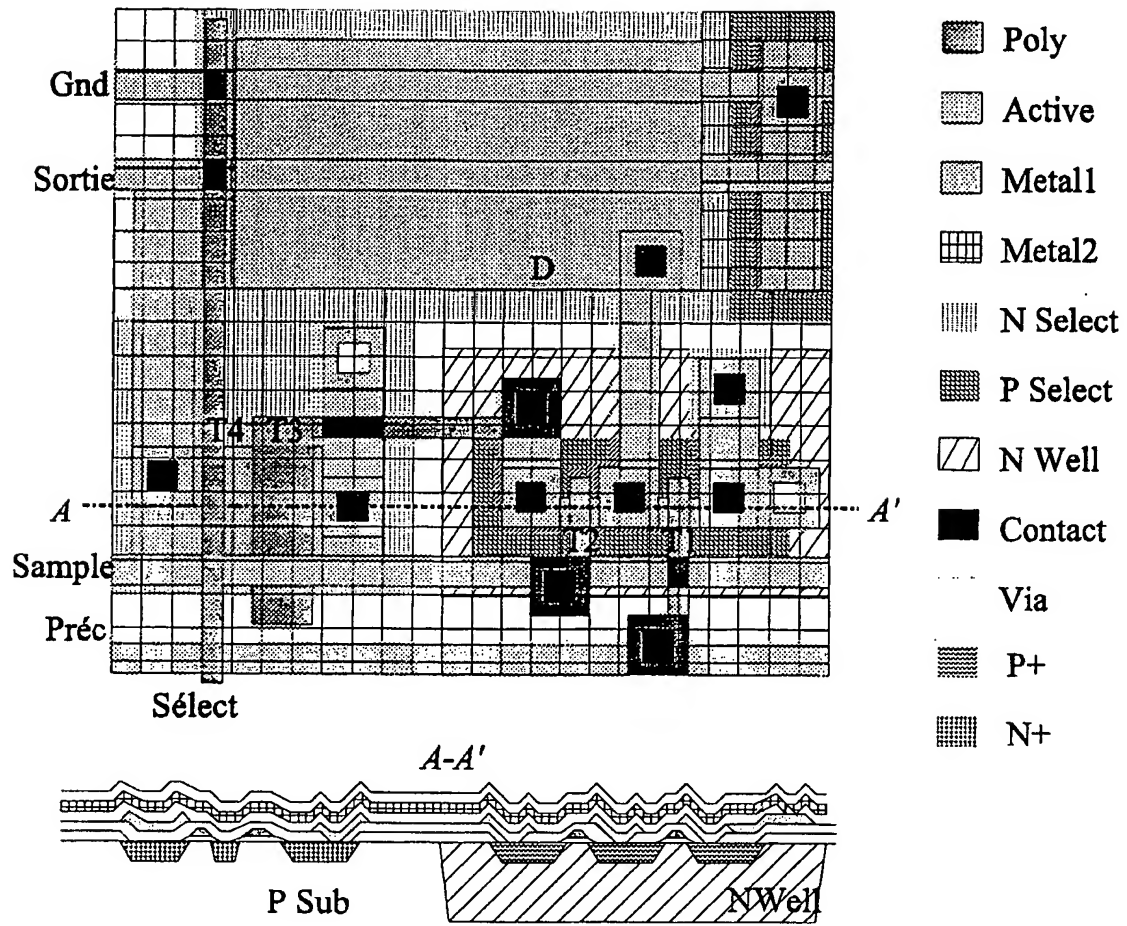 Gnd
Sortie
D
T4
T3
A
A'
T2
T1
Sample
Préc
Sélect
Poly
Active
Metal1
Metal2
N Select
P Select
N Well
Contact
Via
P+
N+
A-A'
P Sub
NWell